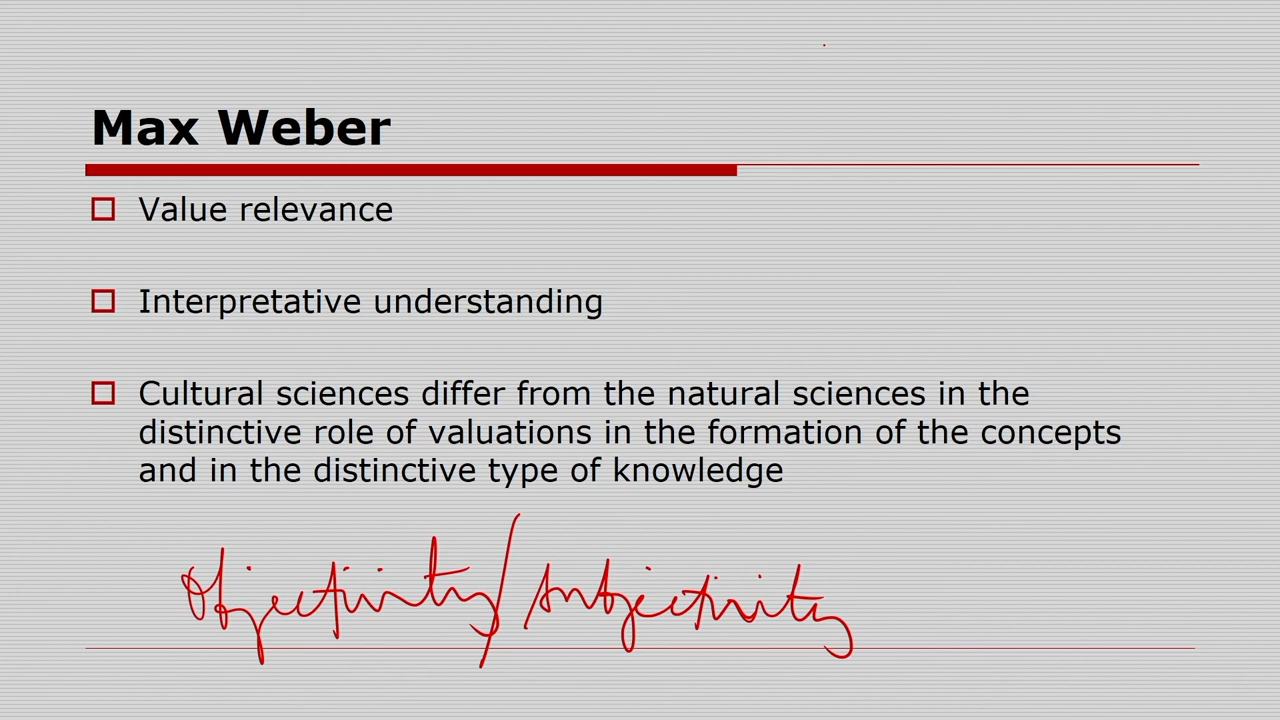 Max Weber
Value relevance
Interpretative understanding
Cultural sciences differ from the natural sciences in the
distinctive role of valuations in the formation of the concepts
and in the distinctive type of knowledge
Objectivity/subjectivity